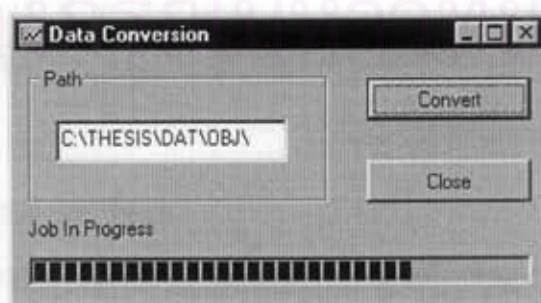 Data Conversion
Path
C:\THESIS\DAT\OBJ\
Convert
Close
Job In Progress